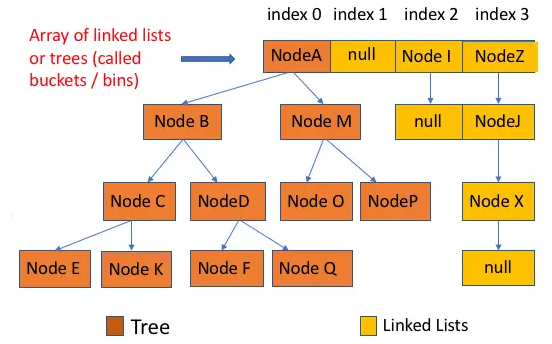 index 0 index 1 index 2 index 3
Array of linked lists
or trees (called
buckets / bins)
NodeA null Node I NodeZ
Node B Node M null NodeJ
Node C NodeD Node O NodeP Node X
Node E Node K Node F Node Q null
Tree Linked Lists